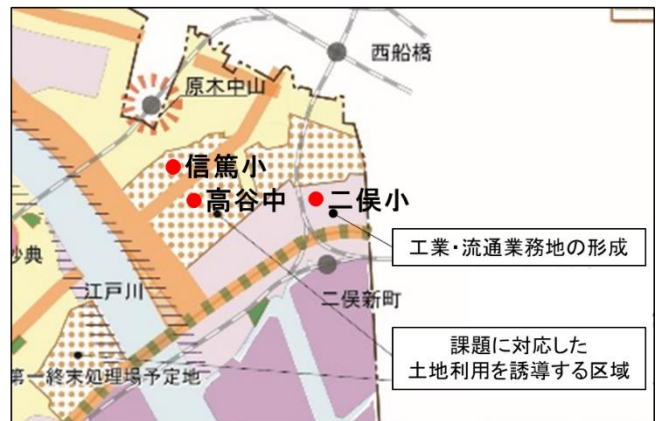 西船橋
原木中山
信篤小
高谷中
二俣小
工業・流通業務地の形成
妙典
江戸川
二俣新町
課題に対応した
土地利用を誘導する区域
第一終末処理場予定地